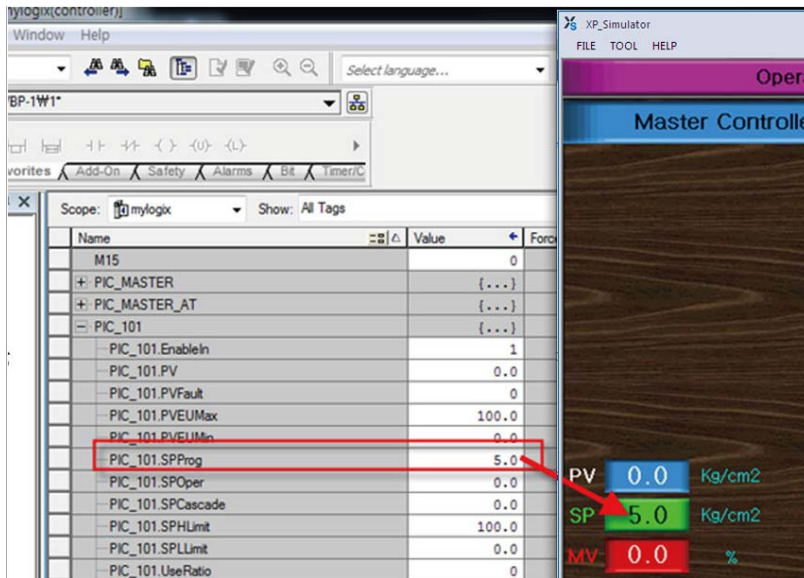 mylogix(controller)]
Window Help
Select language...
'BP-1₩1*
-(U)- -(L)-
vorites Add-On Safety Alarms Bit Timer/C
Scope: mylogix Show: All Tags
Name Value Force
M15 0
PIC_MASTER {...}
PIC_MASTER_AT {...}
PIC_101 {...}
PIC_101.EnableIn 1
PIC_101.PV 0.0
PIC_101.PVFault 0
PIC_101.PVEUMax 100.0
PIC_101.PVEUMin 0.0
PIC_101.SPProg 5.0
PIC_101.SPOper 0.0
PIC_101.SPCascade 0.0
PIC_101.SPHLimit 100.0
PIC_101.SPLLimit 0.0
PIC_101.UseRatio 0
XP_Simulator
FILE TOOL HELP
Opera
Master Controlle
PV 0.0 Kg/cm2
SP 5.0 Kg/cm2
MV 0.0 %